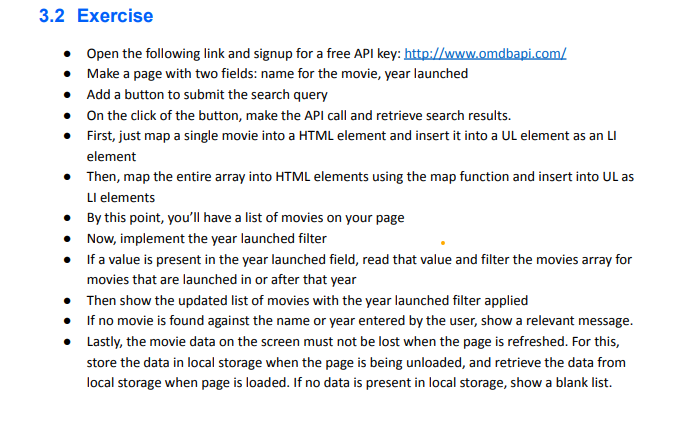 3.2 Exercise
● Open the following link and signup for a free API key: http://www.omdbapi.com/
● Make a page with two fields: name for the movie, year launched
● Add a button to submit the search query
● On the click of the button, make the API call and retrieve search results.
● First, just map a single movie into a HTML element and insert it into a UL element as an LI
element
● Then, map the entire array into HTML elements using the map function and insert into UL as
LI elements
● By this point, you'll have a list of movies on your page
● Now, implement the year launched filter
● If a value is present in the year launched field, read that value and filter the movies array for
movies that are launched in or after that year
● Then show the updated list of movies with the year launched filter applied
● If no movie is found against the name or year entered by the user, show a relevant message.
● Lastly, the movie data on the screen must not be lost when the page is refreshed. For this,
store the data in local storage when the page is being unloaded, and retrieve the data from
local storage when page is loaded. If no data is present in local storage, show a blank list.